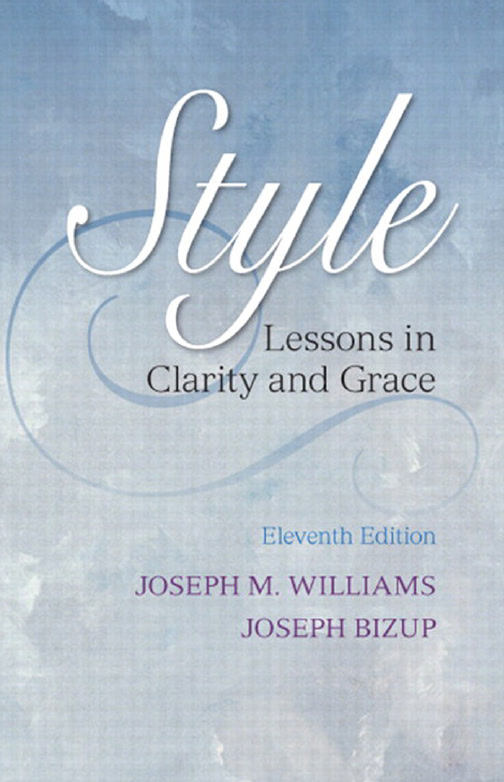 Style
Lessons in
Clarity and Grace
Eleventh Edition
JOSEPH M. WILLIAMS
JOSEPH BIZUP